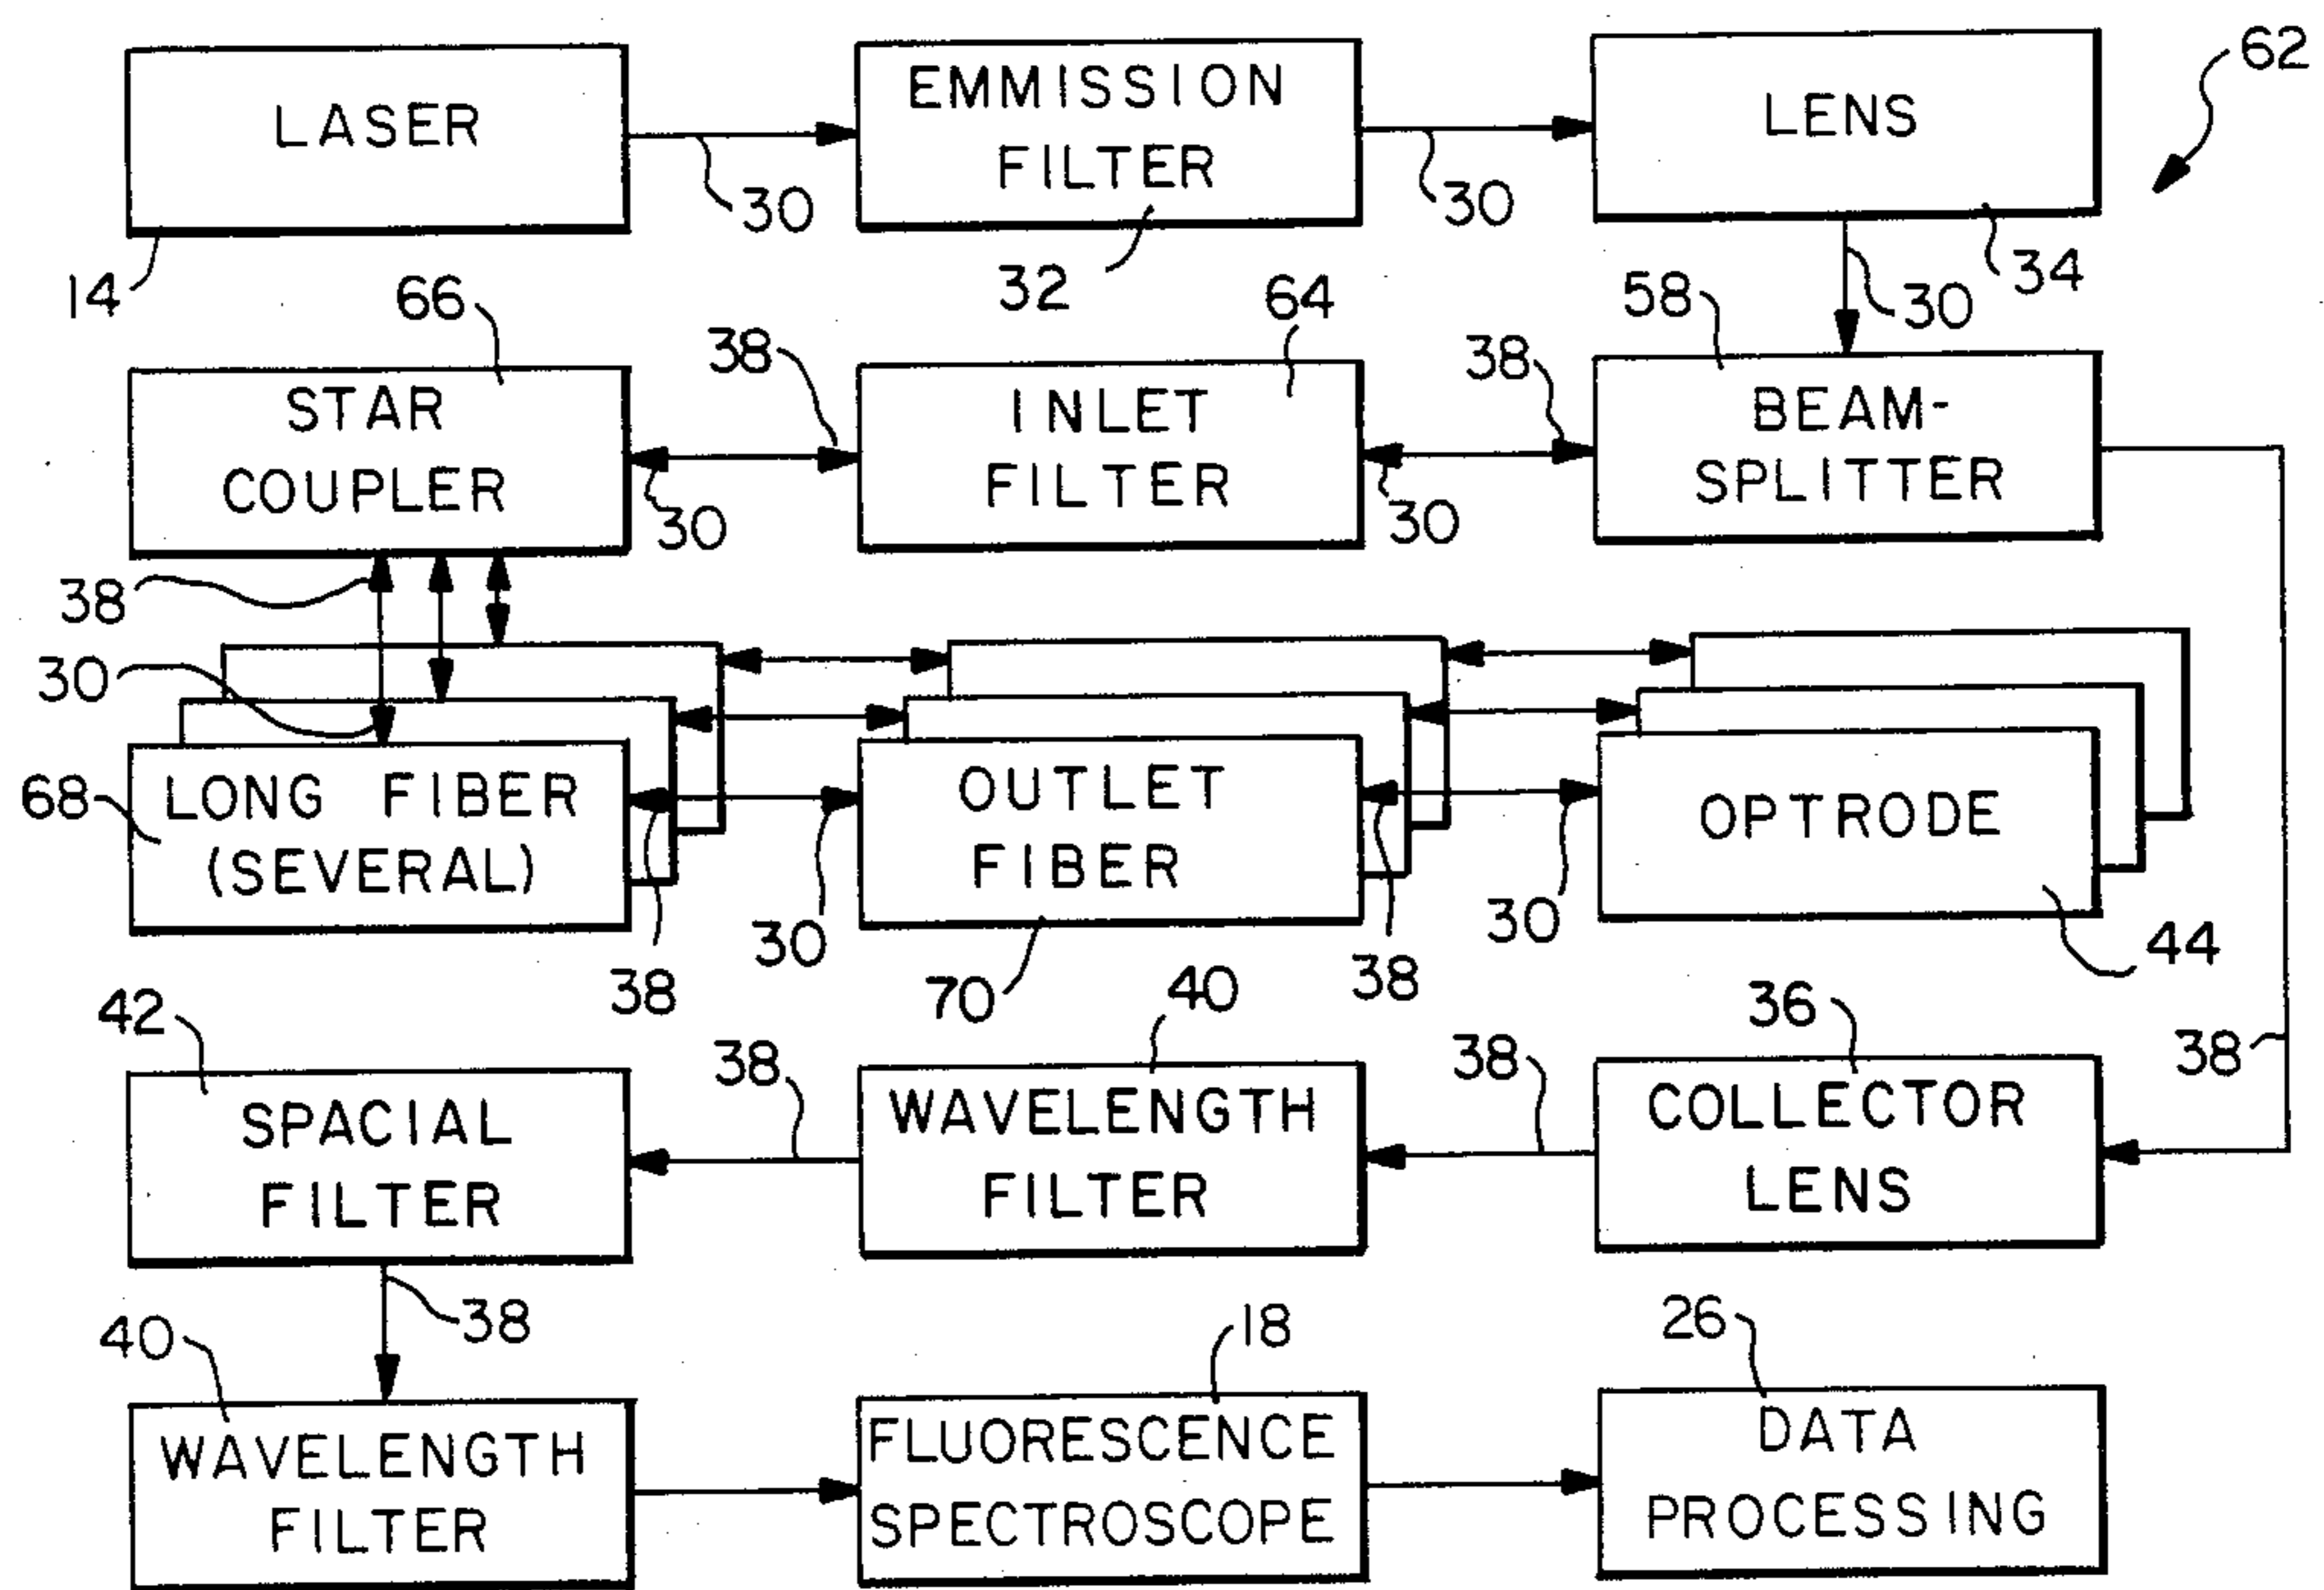 LASER
EMMISSION
FILTER
LENS
62
30
30
14
32
34
30
66
38
64
38
58
STAR
COUPLER
INLET
FILTER
BEAM-
SPLITTER
30
30
38
30
68
LONG FIBER
(SEVERAL)
OUTLET
FIBER
OPTRODE
38
30
38
30
44
70
42
38
40
38
36
38
SPACIAL
FILTER
WAVELENGTH
FILTER
COLLECTOR
LENS
38
40
18
26
WAVELENGTH
FILTER
FLUORESCENCE
SPECTROSCOPE
DATA
PROCESSING